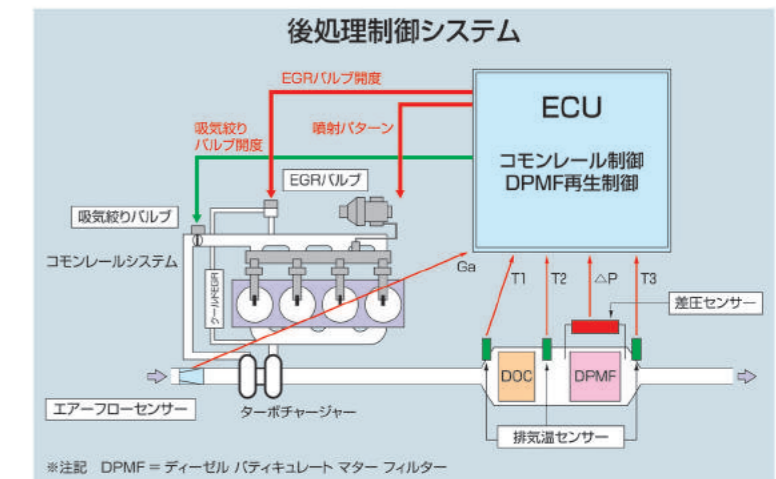 後処理制御システム
EGRバルブ開度
ECU
吸気絞り
バルブ開度
噴射パターン
コモンレール制御
DPMF再生制御
EGRバルブ
吸気絞りバルブ
コモンレールシステム
クールドEGR
Ga
T1
T2
△P
T3
差圧センサー
DOC
DPMF
エアーフローセンサー
ターボチャージャー
排気温センサー
※注記 DPMF = ディーゼル パティキュレート マター フィルター